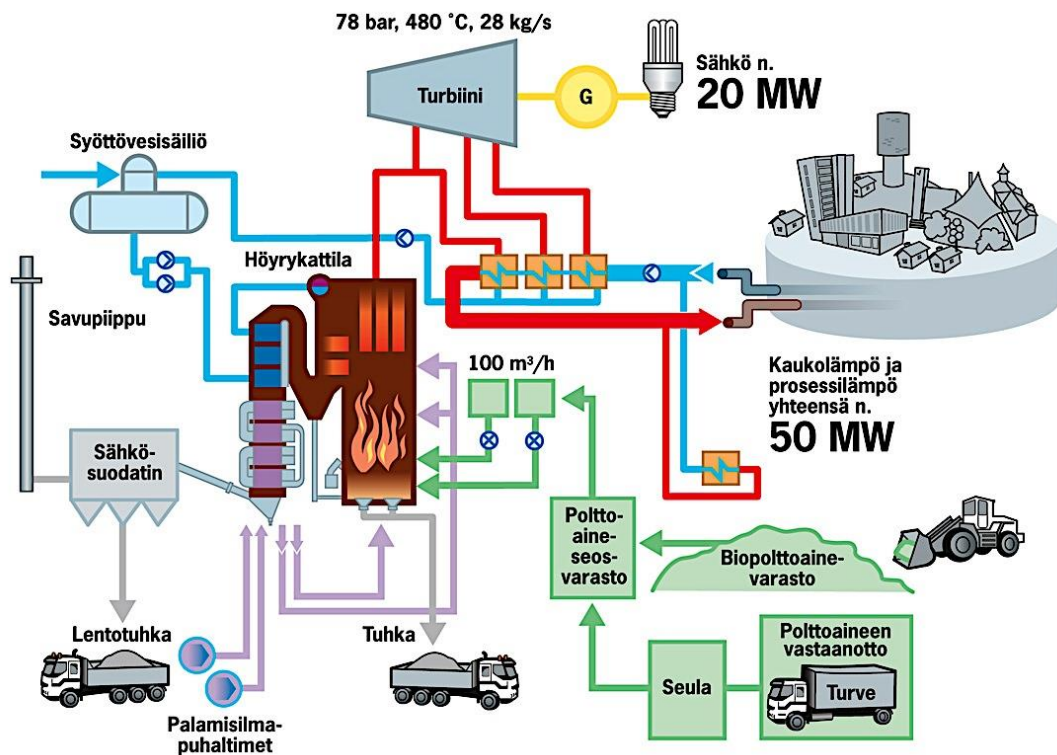 78 bar, 480 ˚C, 28 kg/s
Turbiini
G
Sähkö n.
20 MW
Syöttövesisäiliö
Höyrykattila
Savupiippu
100 m³/h
Kaukolämpö ja
prosessilämpö
yhteensä n.
50 MW
Sähkö-
suodatin
Poltto-
aine-
seos-
varasto
Biopolttoaine-
varasto
Lentotuhka
Tuhka
Polttoaineen
vastaanotto
Seula
Turve
Palamisilma-
puhaltimet